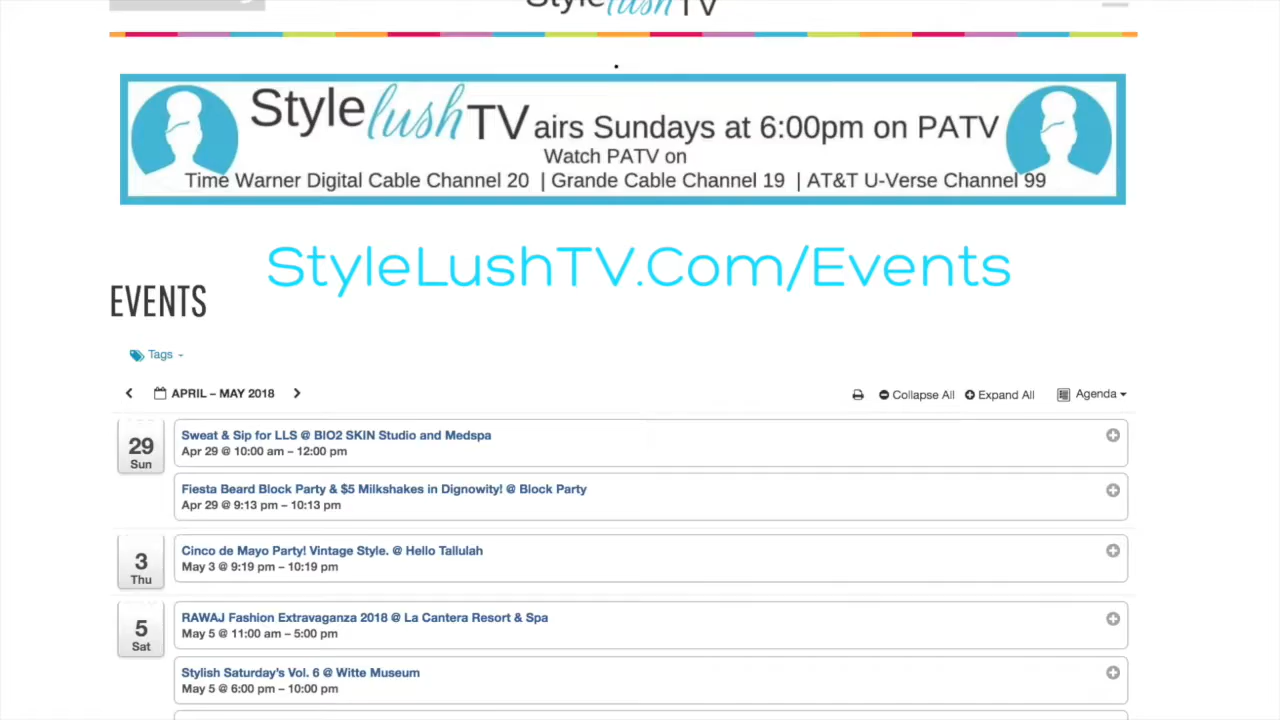 Style lush TV
Style lush TV airs Sundays at 6:00pm on PATV
Watch PATV on
Time Warner Digital Cable Channel 20 | Grande Cable Channel 19 | AT&T U-Verse Channel 99
StyleLushTV.Com/Events
EVENTS
Tags
APRIL – MAY 2018
Collapse All
Expand All
Agenda
29
Sun
Sweat & Sip for LLS @ BIO2 SKIN Studio and Medspa
Apr 29 @ 10:00 am – 12:00 pm
Fiesta Beard Block Party & $5 Milkshakes in Dignowity! @ Block Party
Apr 29 @ 9:13 pm – 10:13 pm
3
Thu
Cinco de Mayo Party! Vintage Style. @ Hello Tallulah
May 3 @ 9:19 pm – 10:19 pm
5
Sat
RAWAJ Fashion Extravaganza 2018 @ La Cantera Resort & Spa
May 5 @ 11:00 am – 5:00 pm
Stylish Saturday's Vol. 6 @ Witte Museum
May 5 @ 6:00 pm – 10:00 pm